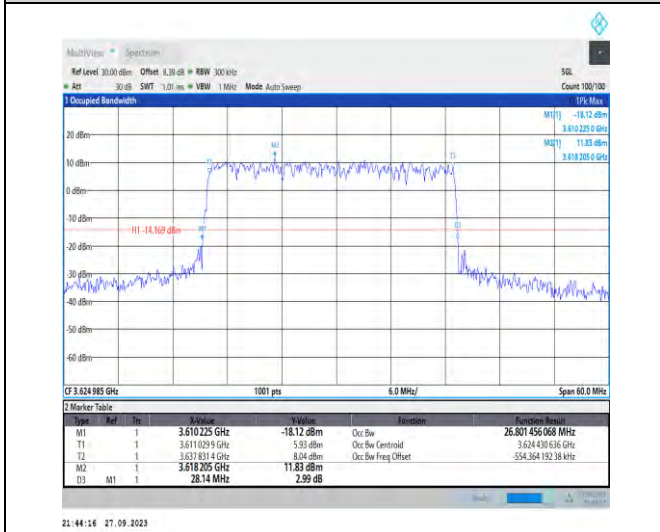 MultiView Spectrum
Ref Level 30.00 dBm Offset 8.39 dB RBW 300 kHz SGL
Att 30 dB SWT 1.01 ms VBW 1 MHz Mode Auto Sweep Count 100/100
1 Occupied Bandwidth 1Pk Max
M1[1] -18.12 dBm
3.610 225 0 GHz
20 dBm M2[1] 11.83 dBm
M2 3.618 205 0 GHz
10 dBm
0 dBm
-10 dBm
H1 -14.169 dBm M1 D3
-20 dBm
-30 dBm
-40 dBm
-50 dBm
-60 dBm
CF 3.624 985 GHz 1001 pts 6.0 MHz/ Span 60.0 MHz
2 Marker Table
Type Ref Trc X-Value Y-Value Function Function Result
M1 1 3.610 225 GHz -18.12 dBm Occ Bw 26.801 456 068 MHz
T1 1 3.611 029 9 GHz 5.93 dBm Occ Bw Centroid 3.624 430 636 GHz
T2 1 3.637 831 4 GHz 8.04 dBm Occ Bw Freq Offset -554.364 192 38 kHz
M2 1 3.618 205 GHz 11.83 dBm
D3 M1 1 28.14 MHz 2.99 dB
21:44:16 27.09.2023